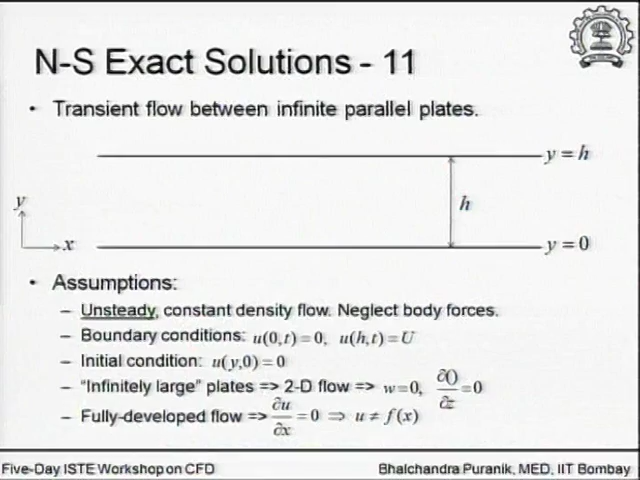 N-S Exact Solutions - 11
• Transient flow between infinite parallel plates.
y = h
y
h
x
y = 0
• Assumptions:
– Unsteady, constant density flow. Neglect body forces.
– Boundary conditions: u(0,t) = 0, u(h,t) = U
– Initial condition: u(y,0) = 0
– “Infinitely large” plates => 2-D flow => w = 0, ∂()/∂z = 0
– Fully-developed flow => ∂u/∂x = 0 ⇒ u ≠ f(x)
Five-Day ISTE Workshop on CFD
Bhalchandra Puranik, MED, IIT Bombay